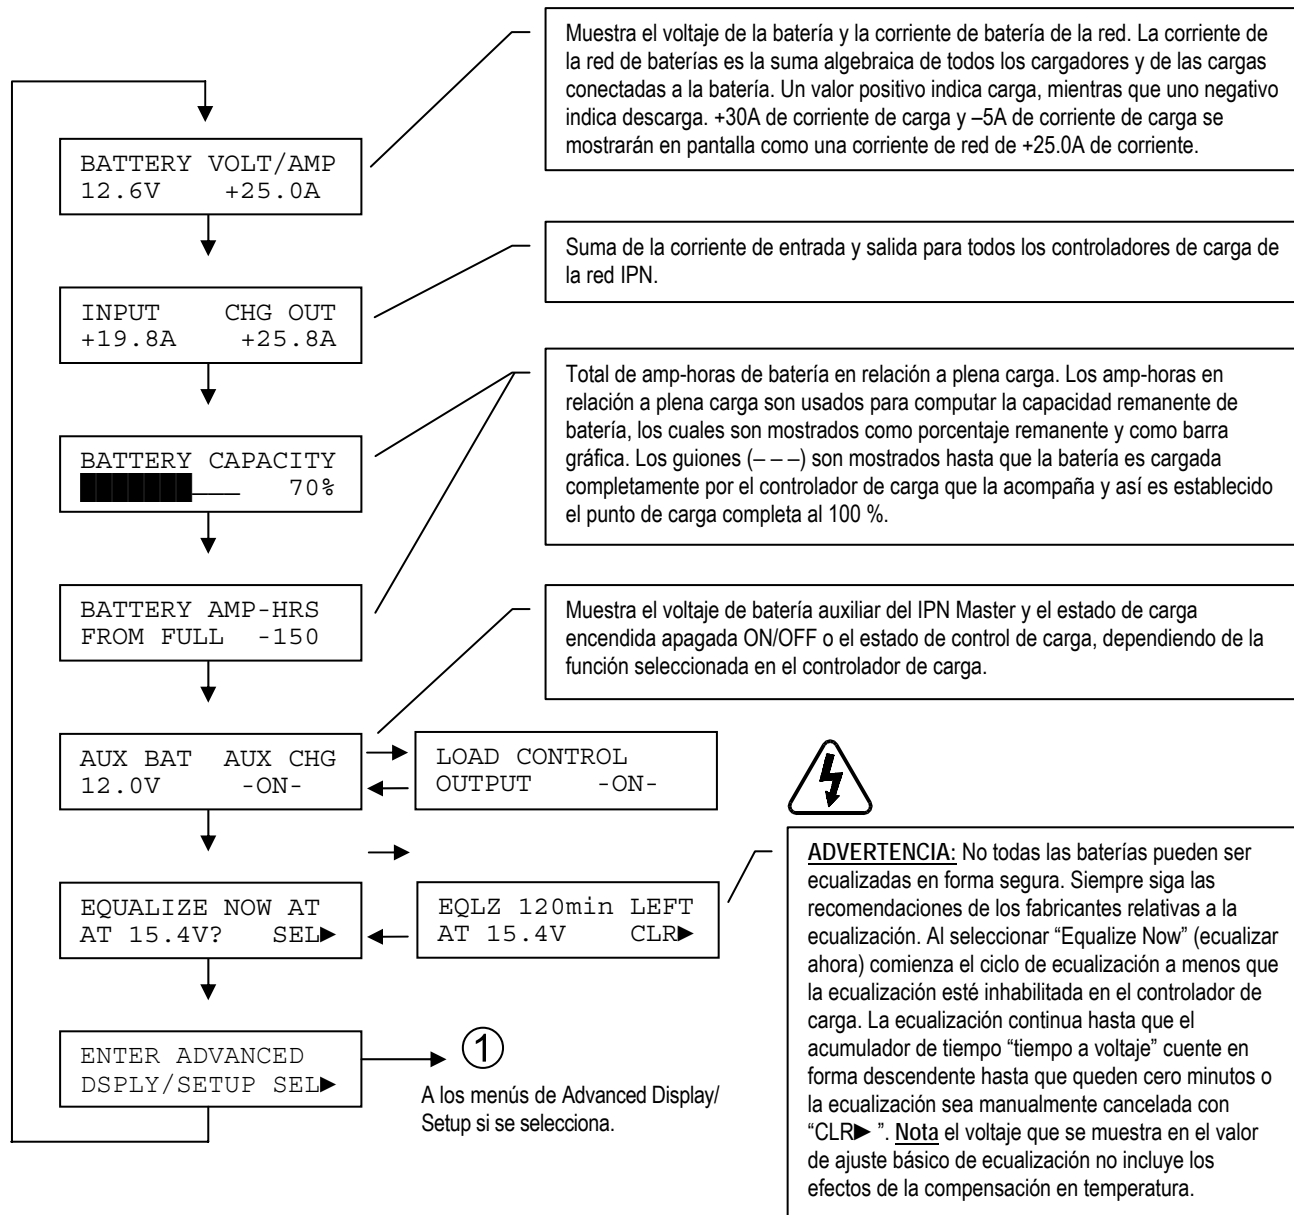 Muestra el voltaje de la batería y la corriente de batería de la red. La corriente de
la red de baterías es la suma algebraica de todos los cargadores y de las cargas
conectadas a la batería. Un valor positivo indica carga, mientras que uno negativo
indica descarga. +30A de corriente de carga y –5A de corriente de carga se
mostrarán en pantalla como una corriente de red de +25.0A de corriente.
BATTERY VOLT/AMP
12.6V +25.0A
Suma de la corriente de entrada y salida para todos los controladores de carga de
la red IPN.
INPUT CHG OUT
+19.8A +25.8A
Total de amp-horas de batería en relación a plena carga. Los amp-horas en
relación a plena carga son usados para computar la capacidad remanente de
batería, los cuales son mostrados como porcentaje remanente y como barra
gráfica. Los guiones (– – –) son mostrados hasta que la batería es cargada
completamente por el controlador de carga que la acompaña y así es establecido
el punto de carga completa al 100 %.
BATTERY CAPACITY
___ 70%
BATTERY AMP-HRS
FROM FULL -150
Muestra el voltaje de batería auxiliar del IPN Master y el estado de carga
encendida apagada ON/OFF o el estado de control de carga, dependiendo de la
función seleccionada en el controlador de carga.
AUX BAT AUX CHG
12.0V -ON-
LOAD CONTROL
OUTPUT -ON-
EQUALIZE NOW AT
AT 15.4V? SEL►
EQLZ 120min LEFT
AT 15.4V CLR►
ADVERTENCIA: No todas las baterías pueden ser
ecualizadas en forma segura. Siempre siga las
recomendaciones de los fabricantes relativas a la
ecualización. Al seleccionar “Equalize Now” (ecualizar
ahora) comienza el ciclo de ecualización a menos que
la ecualización esté inhabilitada en el controlador de
carga. La ecualización continua hasta que el
acumulador de tiempo “tiempo a voltaje” cuente en
forma descendente hasta que queden cero minutos o
la ecualización sea manualmente cancelada con
“CLR► ”. Nota el voltaje que se muestra en el valor
de ajuste básico de ecualización no incluye los
efectos de la compensación en temperatura.
ENTER ADVANCED
DSPLY/SETUP SEL►
①
A los menús de Advanced Display/
Setup si se selecciona.